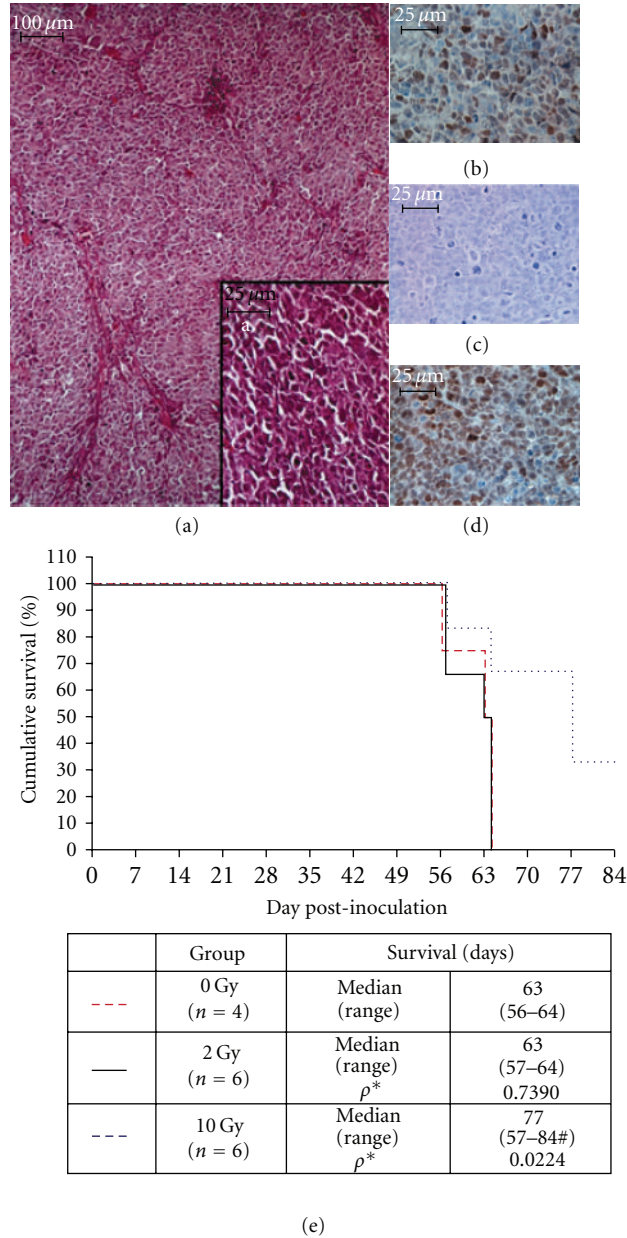 100 μm
25 μm
a
(a)
25 μm
(b)
25 μm
(c)
25 μm
(d)
110
100
90
80
70
60
50
40
30
20
10
0
Cumulative survival (%)
0 7 14 21 28 35 42 49 56 63 70 77 84
Day post-inoculation
Group Survival (days)
0 Gy
(n = 4)
Median
(range)
63
(56–64)
2 Gy
(n = 6)
Median
(range)
ρ*
63
(57–64)
0.7390
10 Gy
(n = 6)
Median
(range)
ρ*
77
(57–84#)
0.0224
(e)